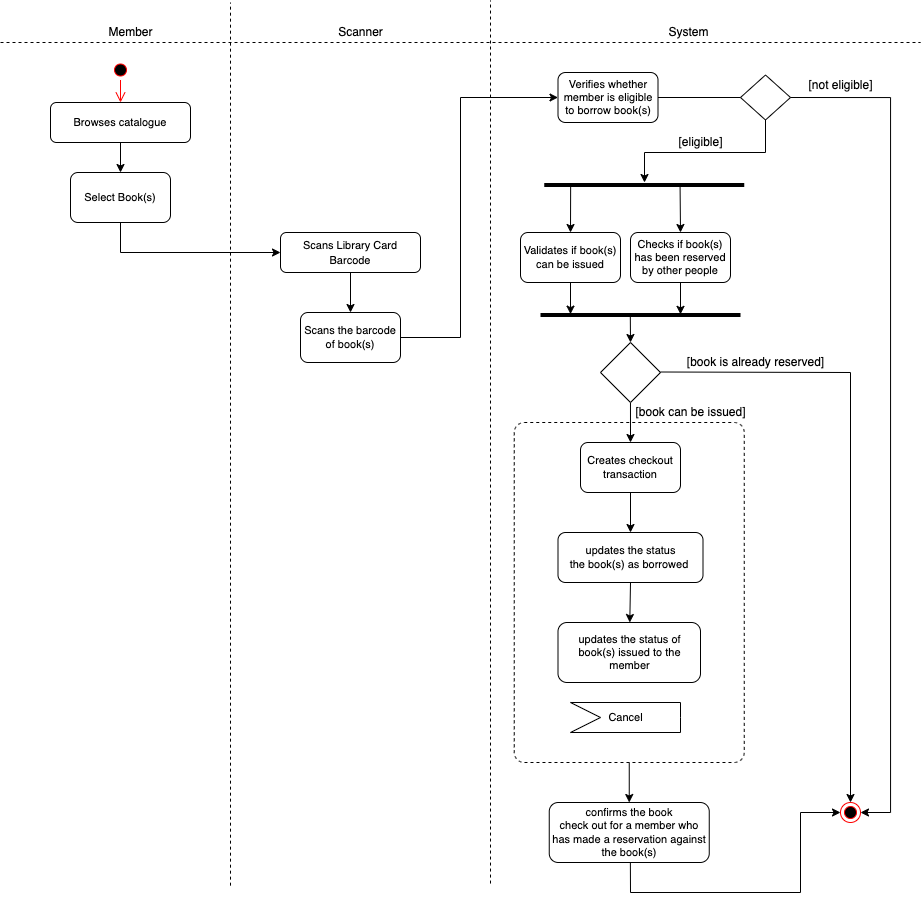 Member
Scanner
System
Browses catalogue
Select Book(s)
Scans Library Card
Barcode
Scans the barcode
of book(s)
Verifies whether
member is eligible
to borrow book(s)
[not eligible]
[eligible]
Validates if book(s)
can be issued
Checks if book(s)
has been reserved
by other people
[book is already reserved]
[book can be issued]
Creates checkout
transaction
updates the status
the book(s) as borrowed
updates the status of
book(s) issued to the
member
Cancel
confirms the book
check out for a member who
has made a reservation against
the book(s)